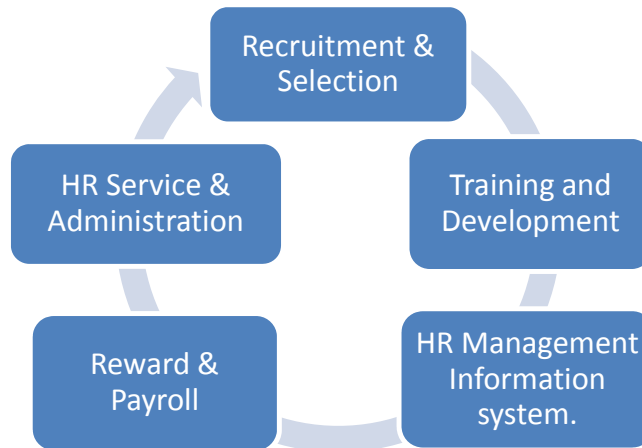 Recruitment &
Selection
Training and
Development
HR Management
Information
system.
Reward &
Payroll
HR Service &
Administration